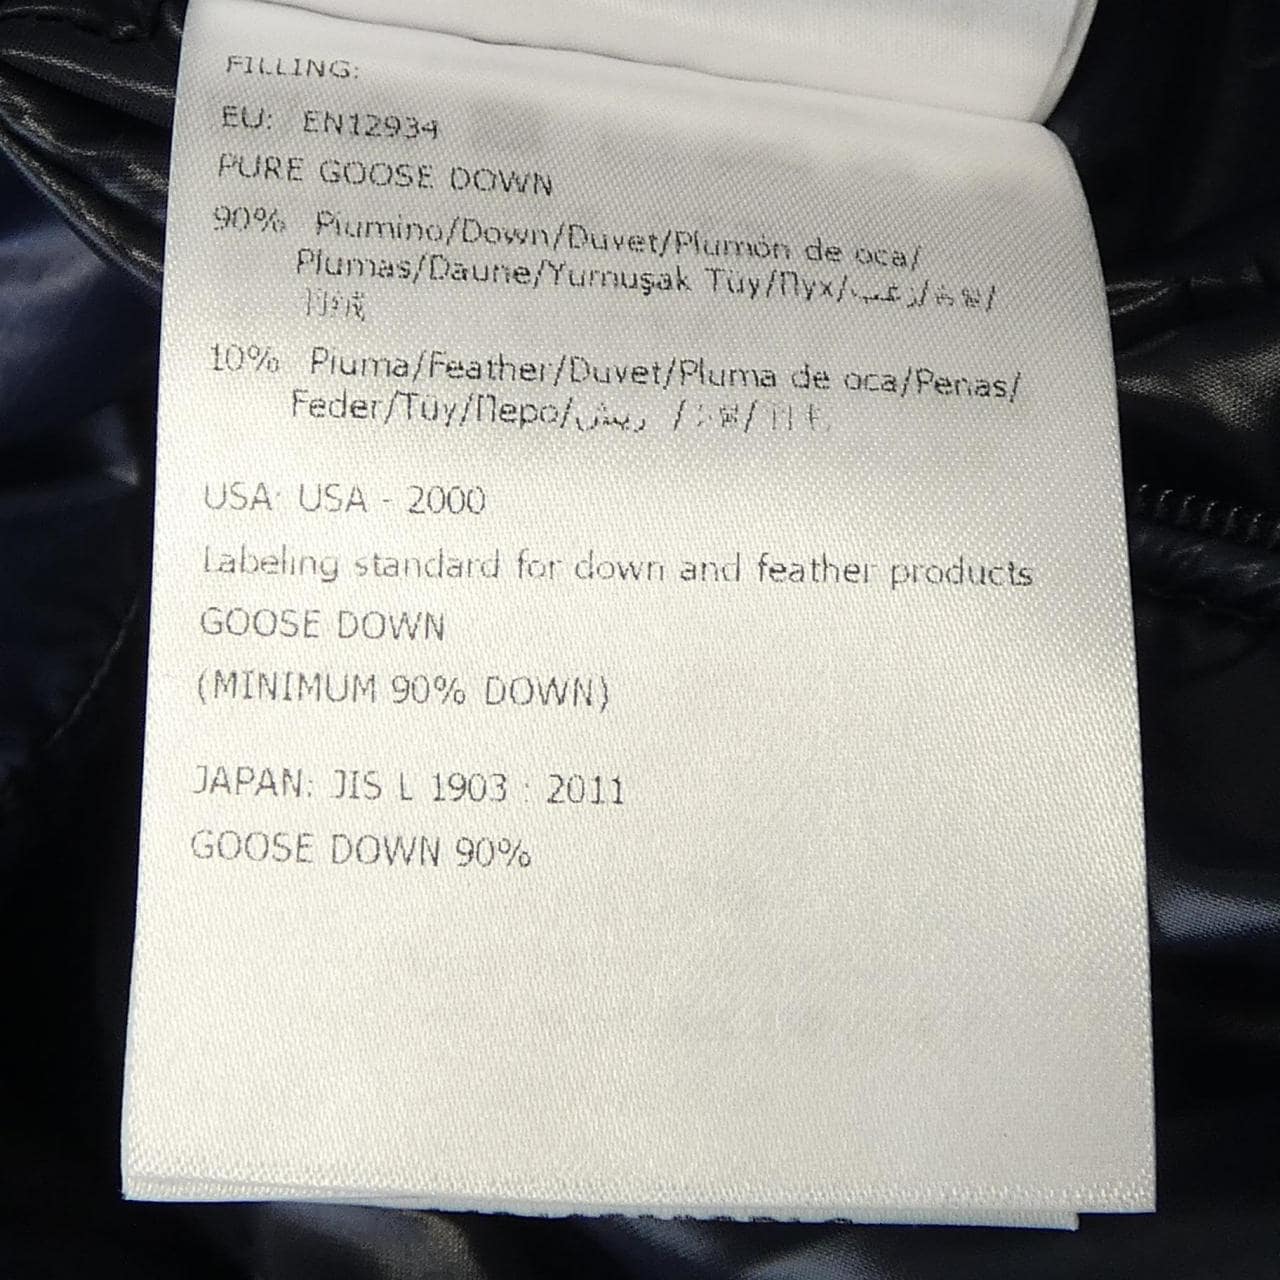 FILLING:
EU: EN12934
PURE GOOSE DOWN
90% Piumino/Down/Duvet/Plumón de oca/
Plumas/Daune/Yumuşak Tüy/Пух/
10% Piuma/Feather/Duvet/Pluma de oca/Penas/
Feder/Tüy/Перо/ريش /
USA: USA - 2000
Labeling standard for down and feather products
GOOSE DOWN
(MINIMUM 90% DOWN)
JAPAN: JIS L 1903 : 2011
GOOSE DOWN 90%